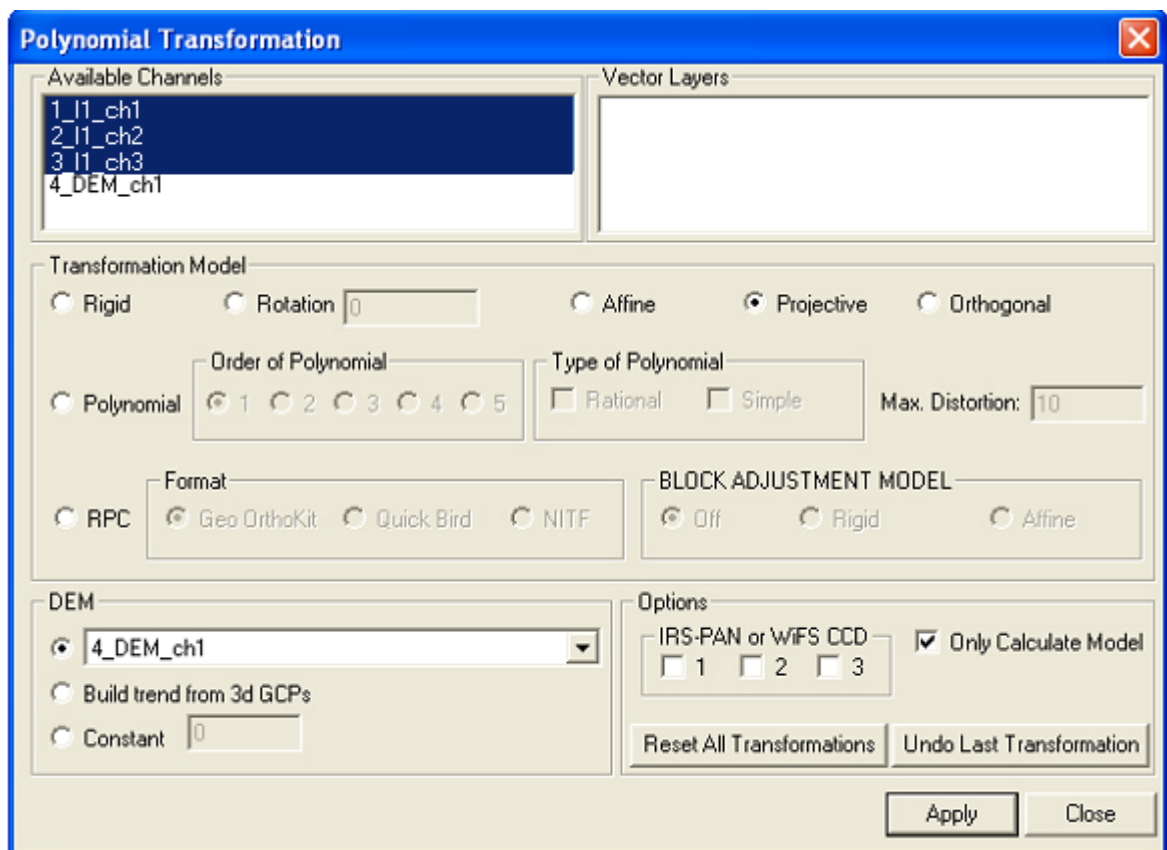 Polynomial Transformation
Available Channels
Vector Layers
1_I1_ch1
2_I1_ch2
3_I1_ch3
4_DEM_ch1
Transformation Model
Rigid
Rotation
0
Affine
Projective
Orthogonal
Order of Polynomial
Type of Polynomial
Polynomial
1 2 3 4 5
Rational
Simple
Max. Distortion:
10
Format
BLOCK ADJUSTMENT MODEL
RPC
Geo OrthoKit
Quick Bird
NITF
Off
Rigid
Affine
DEM
4_DEM_ch1
Build trend from 3d GCPs
Constant
0
Options
IRS-PAN or WiFS CCD
1 2 3
Only Calculate Model
Reset All Transformations
Undo Last Transformation
Apply
Close